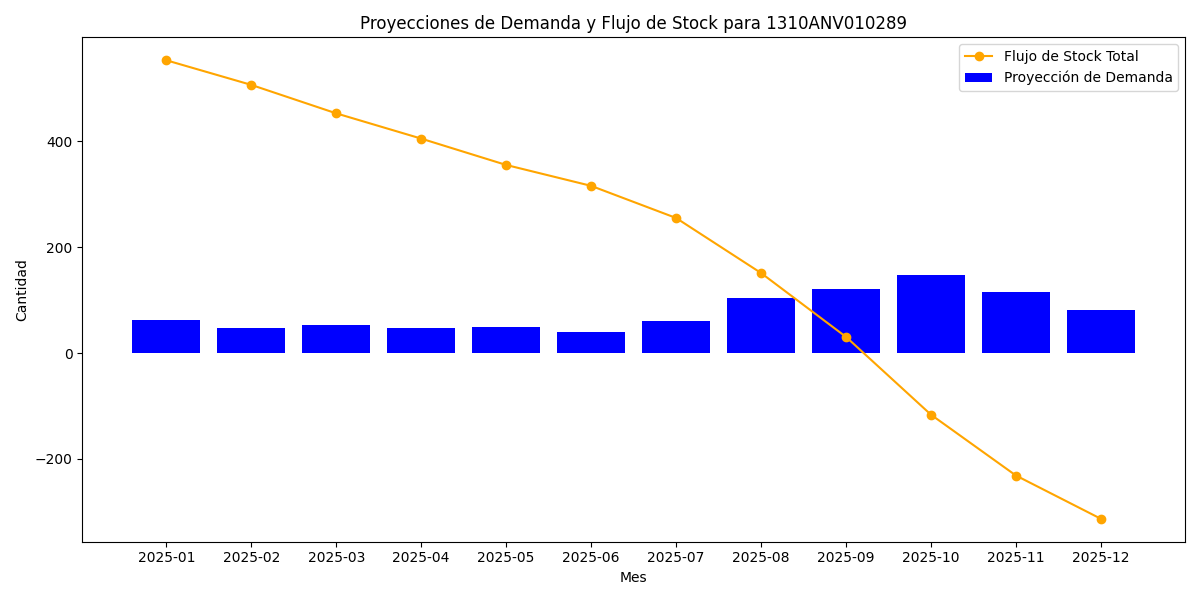 Proyecciones de Demanda y Flujo de Stock para 1310ANV010289
Flujo de Stock Total
Proyección de Demanda
Cantidad
400
200
0
−200
2025-01 2025-02 2025-03 2025-04 2025-05 2025-06 2025-07 2025-08 2025-09 2025-10 2025-11 2025-12
Mes